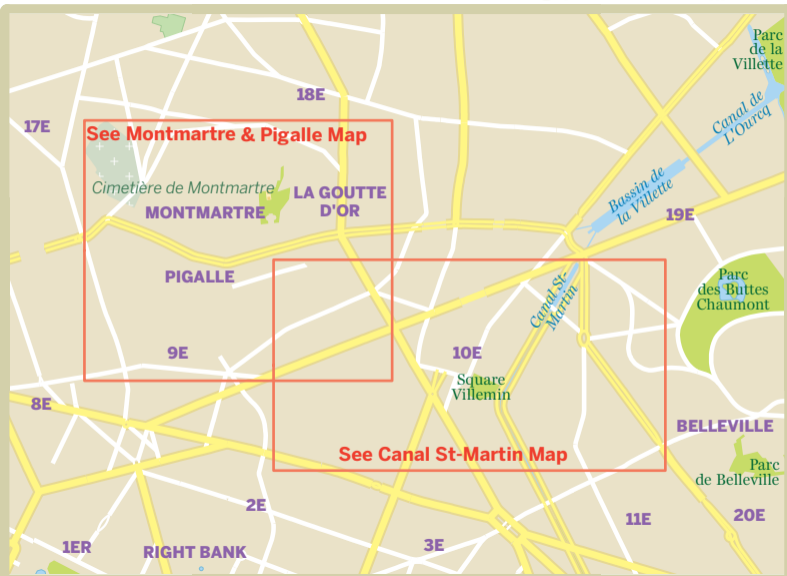 Parc
de la
Villette
18E
17E
Canal de
L'Ourcq
See Montmartre & Pigalle Map
Cimetière de Montmartre
LA GOUTTE
D'OR
MONTMARTRE
Bassin de
la Villette
19E
PIGALLE
Parc
des Buttes
Chaumont
Canal St-
Martin
9E
10E
Square
Villemin
8E
BELLEVILLE
See Canal St-Martin Map
Parc
de Belleville
2E
11E
20E
1ER
RIGHT BANK
3E